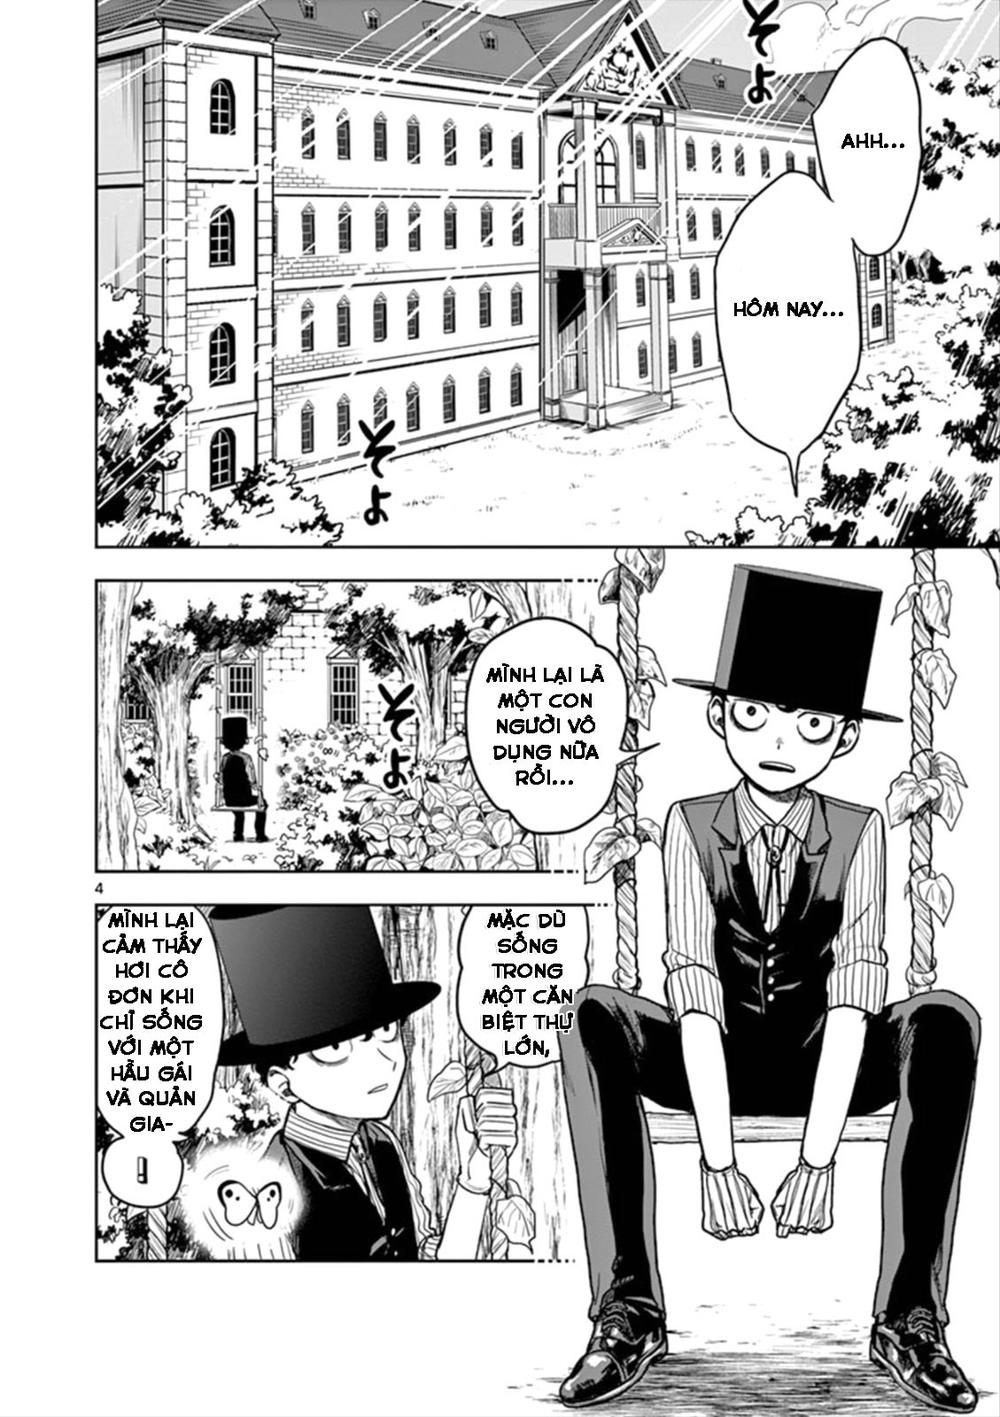 そよ
AHH...
HÔM NAY...
そよ
MÌNH LẠI LÃ
MỘT CON
NGƯỜI VÔ
DỤNG NỮA
RỒI...
そよ
4
MẶC DÙ
SỐNG
TRONG
MỘT CĂN
BIỆT THỰ
LỚN,
MÌNH LẠI
CẢM THẤY
HƠI CÔ
ĐƠN KHI
CHỈ SỐNG
VỚI MỘT
HẦU GÁI
VÃ QUẢN
GIA-
!